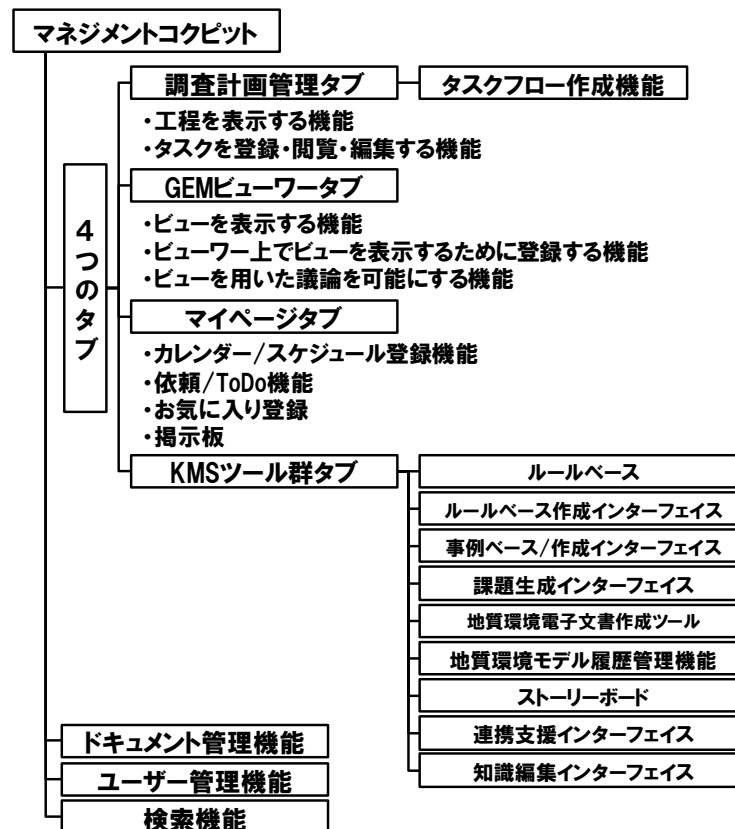 マネジメントコクピット
4つのタブ
調査計画管理タブ
タスクフロー作成機能
・工程を表示する機能
・タスクを登録・閲覧・編集する機能
GEMビューワータブ
・ビューを表示する機能
・ビューワー上でビューを表示するために登録する機能
・ビューを用いた議論を可能にする機能
マイページタブ
・カレンダー/スケジュール登録機能
・依頼/ToDo機能
・お気に入り登録
・掲示板
KMSツール群タブ
ルールベース
ルールベース作成インターフェイス
事例ベース/作成インターフェイス
課題生成インターフェイス
地質環境電子文書作成ツール
地質環境モデル履歴管理機能
ストーリーボード
連携支援インターフェイス
知識編集インターフェイス
ドキュメント管理機能
ユーザー管理機能
検索機能